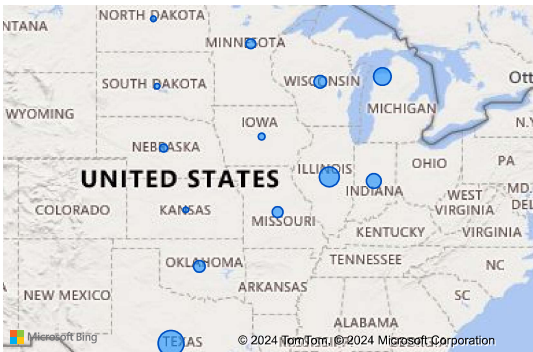 NORTH DAKOTA
NTANA
MINNESOTA
Ott
SOUTH DAKOTA
WISCONSIN
MICHIGAN
WYOMING
IOWA
N.Y
NEBRASKA
OHIO
PA
UNITED STATES
ILLINOIS
INDIANA
MD.
WEST
VIRGINIA
DEL
COLORADO
KANSAS
MISSOURI
KENTUCKY
VIRGINIA
TENNESSEE
NC
OKLAHOMA
ARKANSAS
NEW MEXICO
SC
ALABAMA
Microsoft Bing
TEXAS
© 2024 TomTom, © 2024 Microsoft Corporation